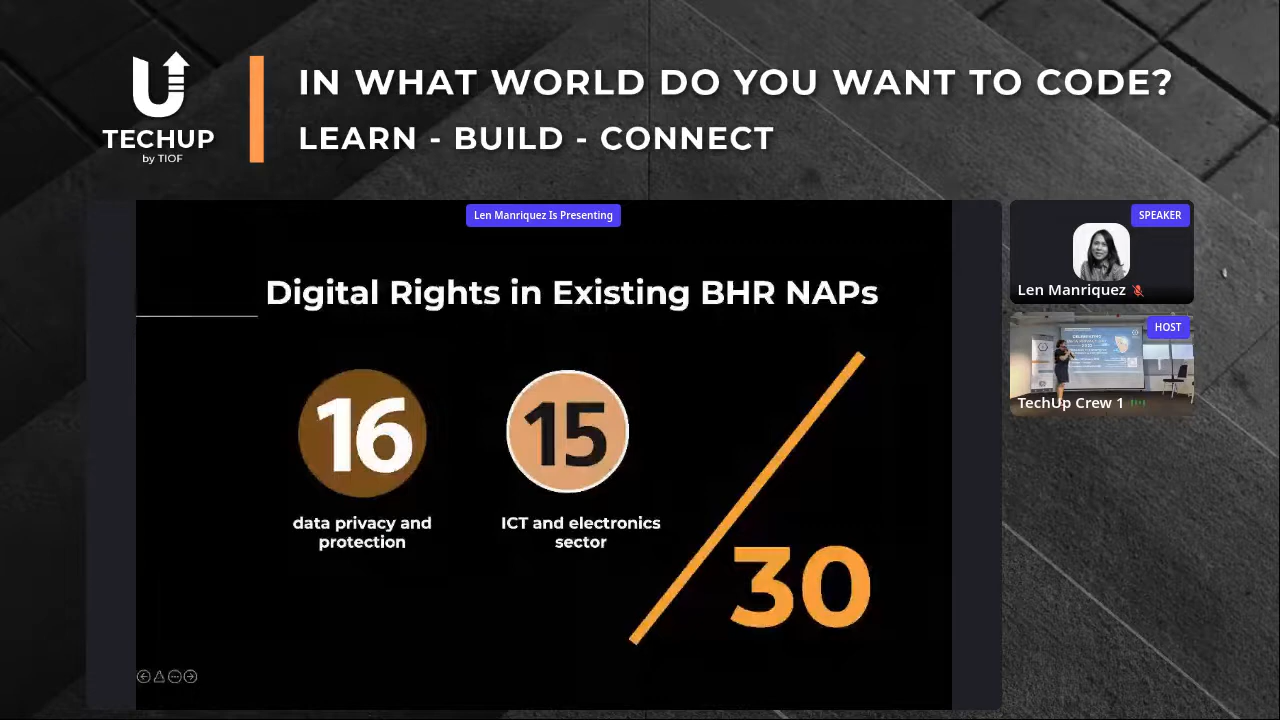 IN WHAT WORLD DO YOU WANT TO CODE?
LEARN - BUILD - CONNECT
TECHUP
by TIOF
Len Manriquez Is Presenting
Digital Rights in Existing BHR NAPs
16
15
data privacy and
protection
ICT and electronics
sector
30
SPEAKER
Len Manriquez
HOST
TechUp Crew 1